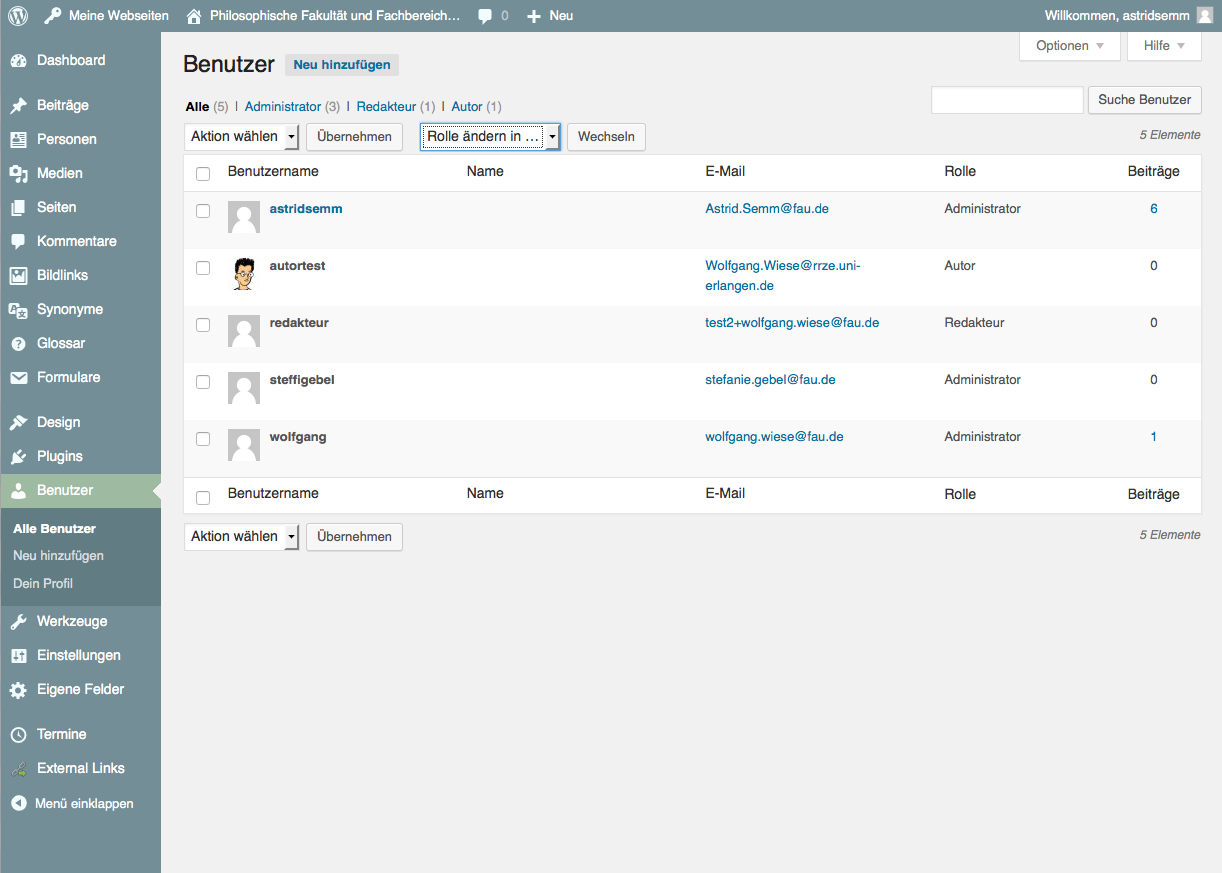 Meine Webseiten Philosophische Fakultät und Fachbereich… 0 Neu Willkommen, astridsemm
Dashboard
Beiträge
Personen
Medien
Seiten
Kommentare
Bildlinks
Synonyme
Glossar
Formulare
Design
Plugins
Benutzer
Alle Benutzer
Neu hinzufügen
Dein Profil
Werkzeuge
Einstellungen
Eigene Felder
Termine
External Links
Menü einklappen
Optionen Hilfe
Benutzer Neu hinzufügen
Alle (5) | Administrator (3) | Redakteur (1) | Autor (1)
Suche Benutzer
Aktion wählen Übernehmen Rolle ändern in … Wechseln 5 Elemente
Benutzername Name E-Mail Rolle Beiträge
astridsemm Astrid.Semm@fau.de Administrator 6
autortest Wolfgang.Wiese@rrze.uni- Autor 0
erlangen.de
redakteur test2+wolfgang.wiese@fau.de Redakteur 0
steffigebel stefanie.gebel@fau.de Administrator 0
wolfgang wolfgang.wiese@fau.de Administrator 1
Benutzername Name E-Mail Rolle Beiträge
Aktion wählen Übernehmen 5 Elemente